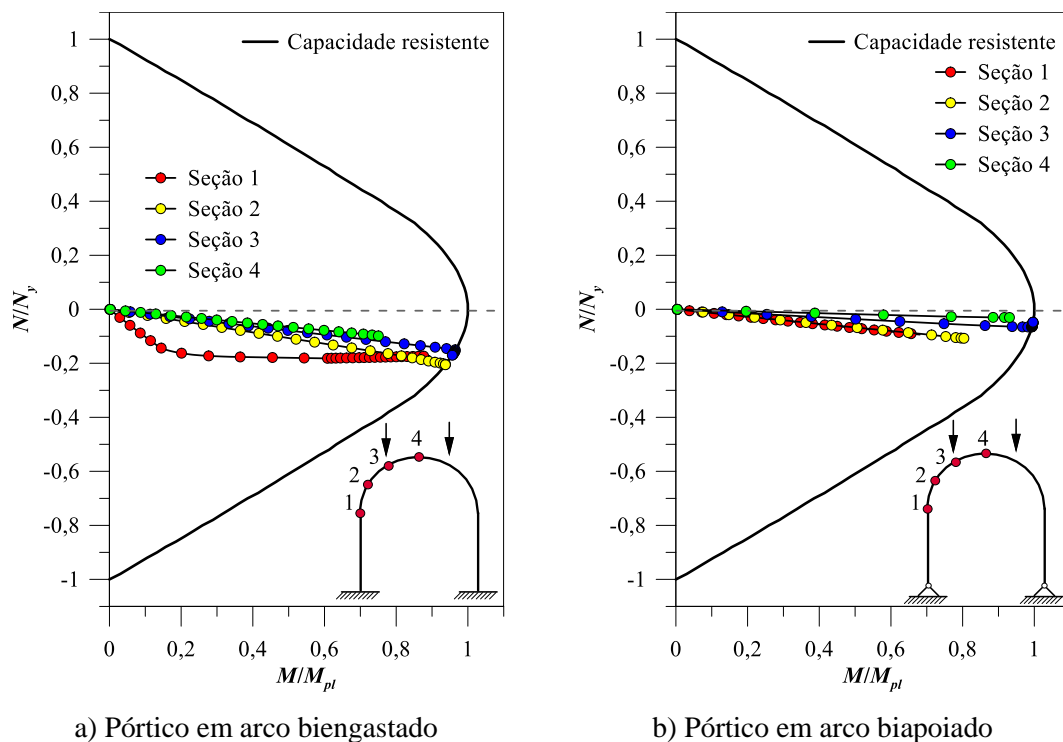 1
0,8
0,6
0,4
0,2
0
-0,2
-0,4
-0,6
-0,8
-1
N/Ny
Capacidade resistente
Seção 1
Seção 2
Seção 3
Seção 4
1
2
3
4
0
0,2
0,4
0,6
0,8
1
M/Mpl
a) Pórtico em arco biengastado
1
0,8
0,6
0,4
0,2
0
-0,2
-0,4
-0,6
-0,8
-1
N/Ny
Capacidade resistente
Seção 1
Seção 2
Seção 3
Seção 4
1
2
3
4
0
0,2
0,4
0,6
0,8
1
M/Mpl
b) Pórtico em arco biapoiado